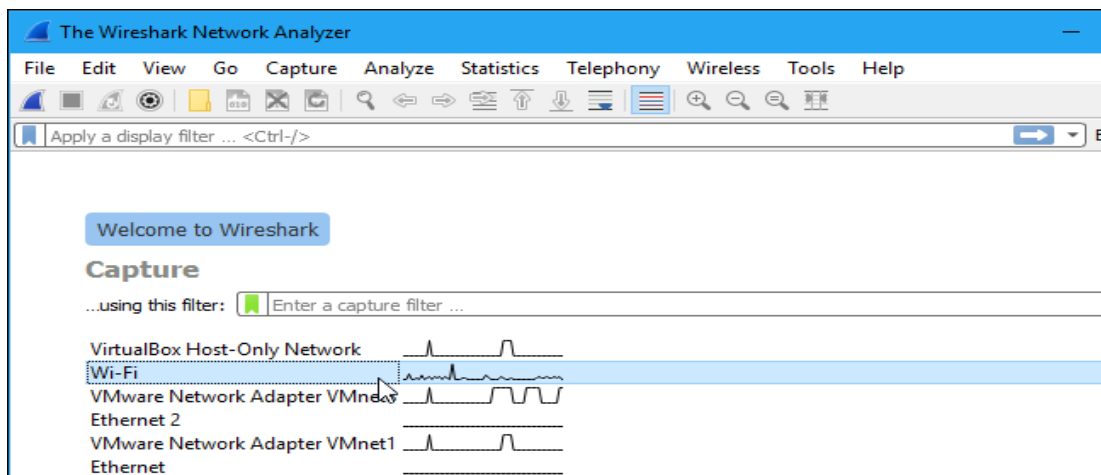 The Wireshark Network Analyzer
File Edit View Go Capture Analyze Statistics Telephony Wireless Tools Help
Apply a display filter ... <Ctrl-/>
Welcome to Wireshark
Capture
...using this filter: Enter a capture filter ...
VirtualBox Host-Only Network
Wi-Fi
VMware Network Adapter
Ethernet 2
VMware Network Adapter VMnet1
Ethernet